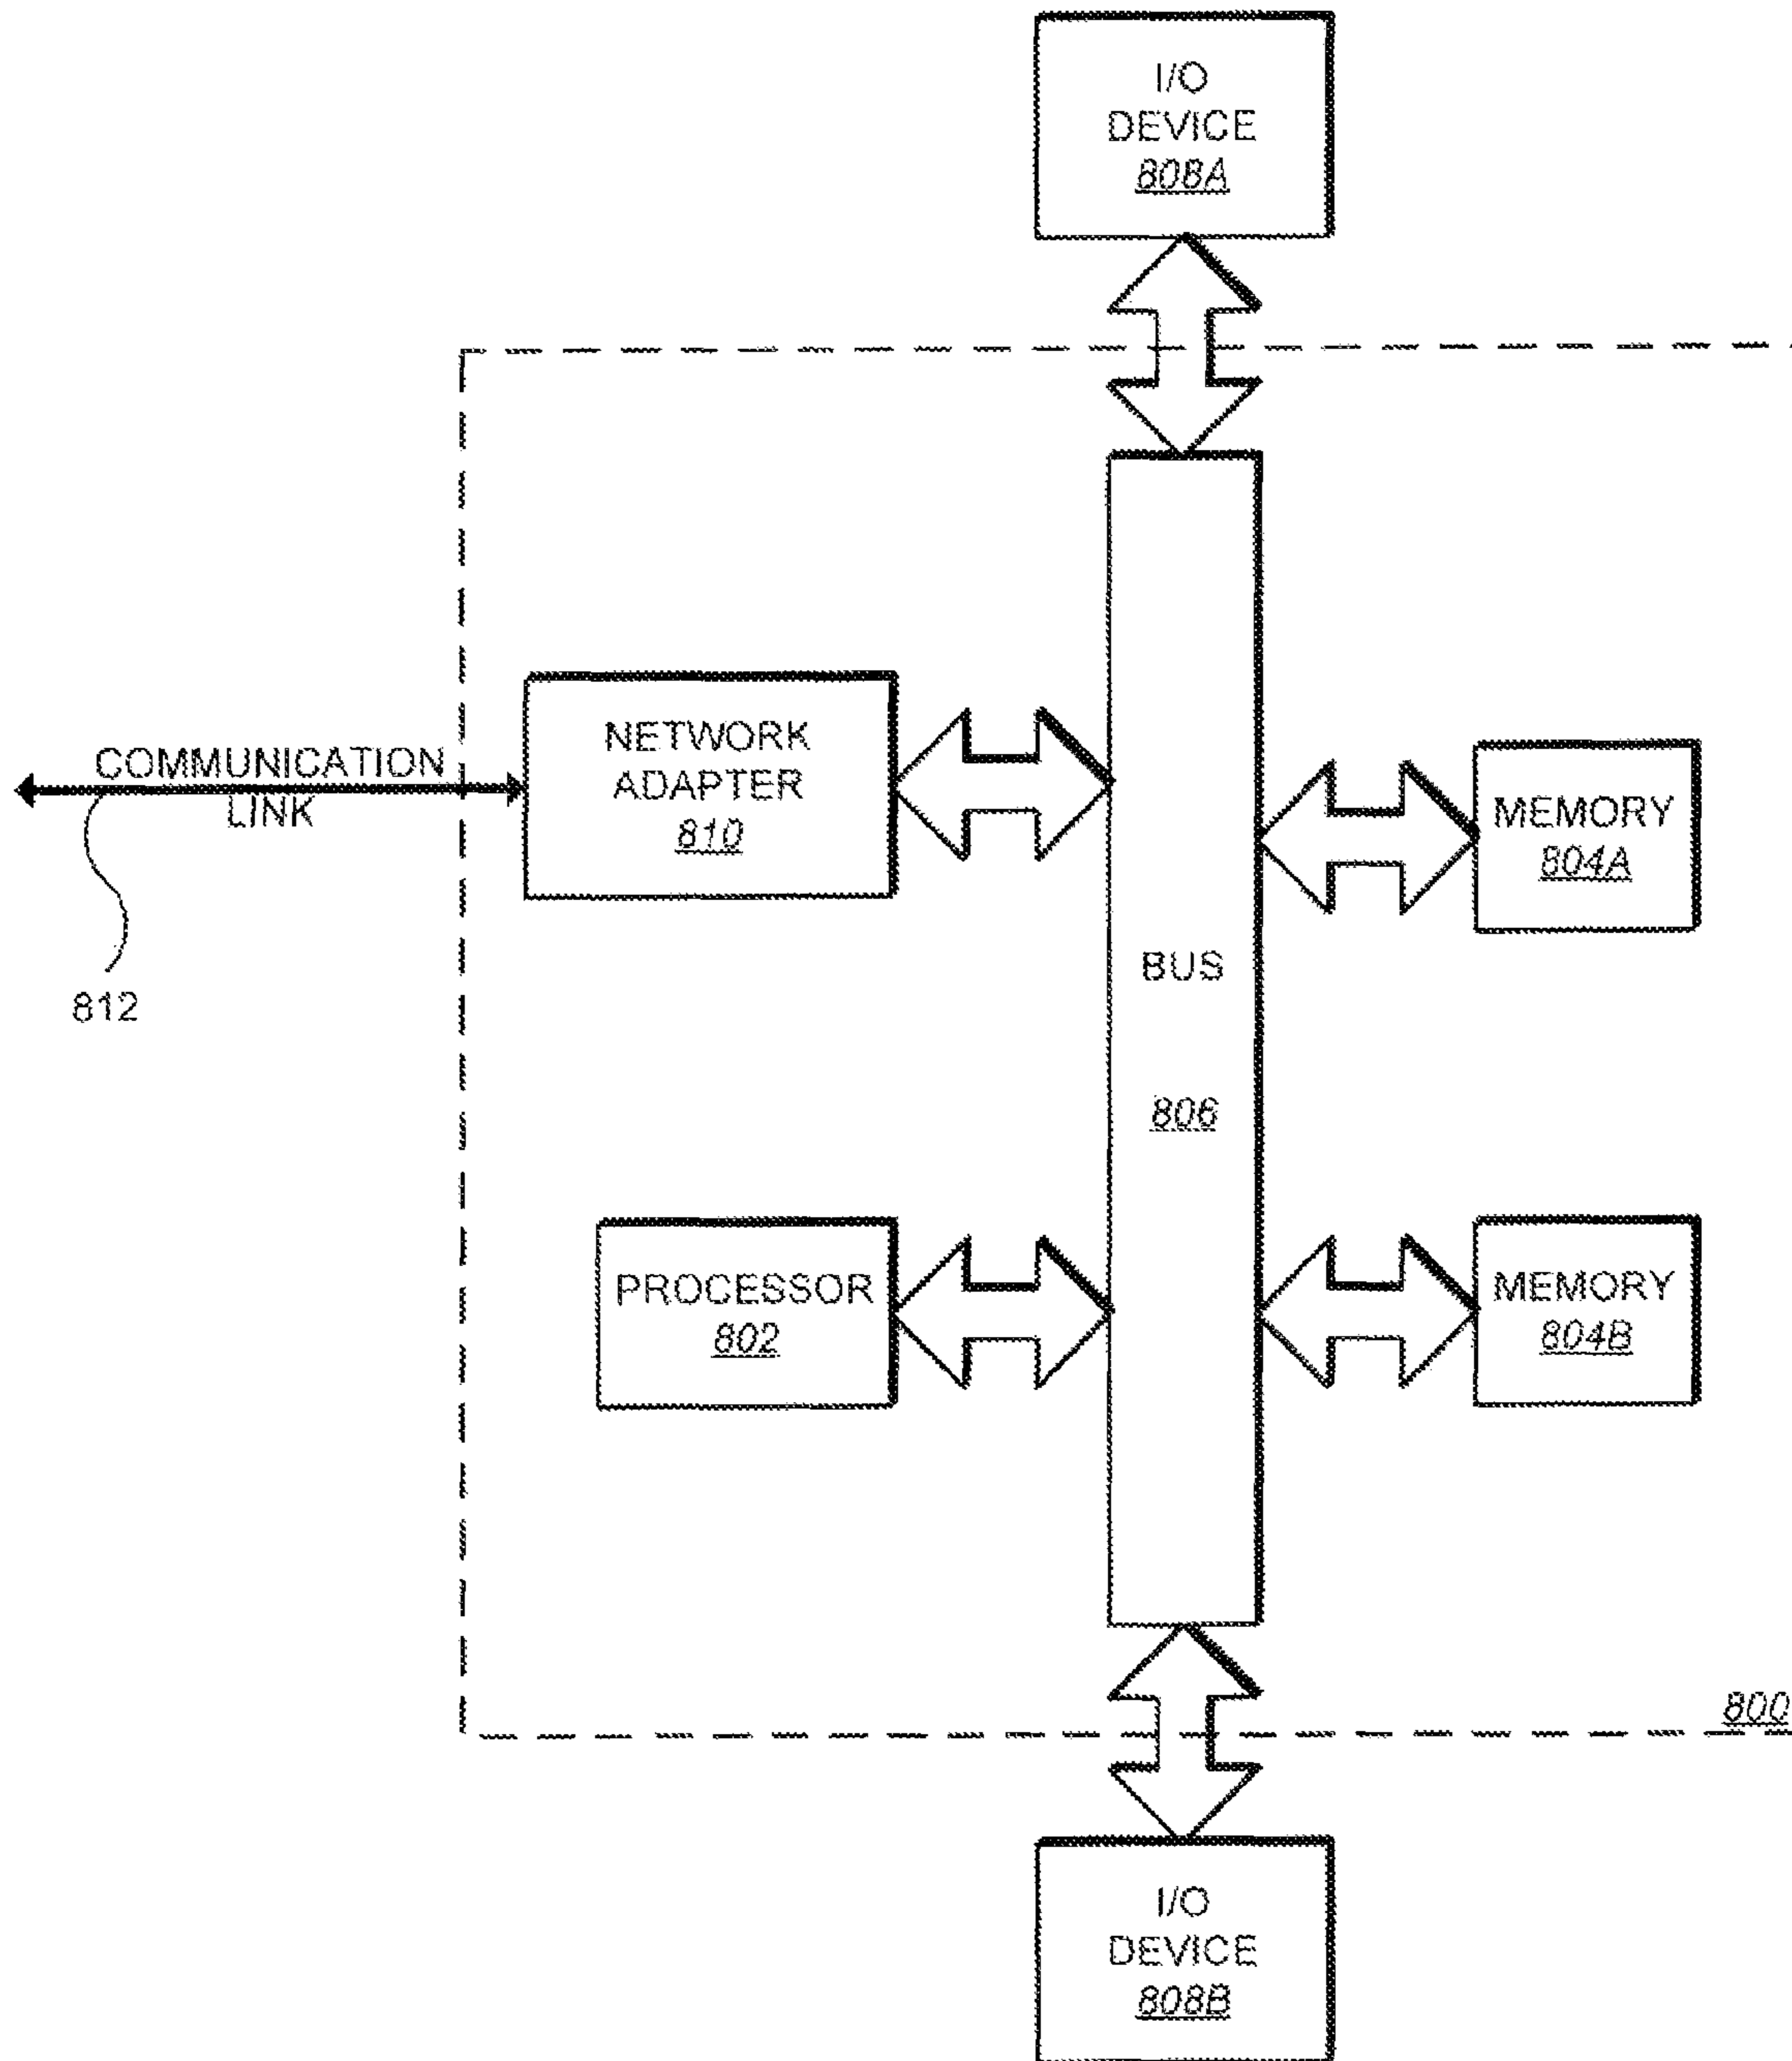 I/O
DEVICE
808A
COMMUNICATION
LINK
812
NETWORK
ADAPTER
810
MEMORY
804A
BUS
806
PROCESSOR
802
MEMORY
804B
800
I/O
DEVICE
808B